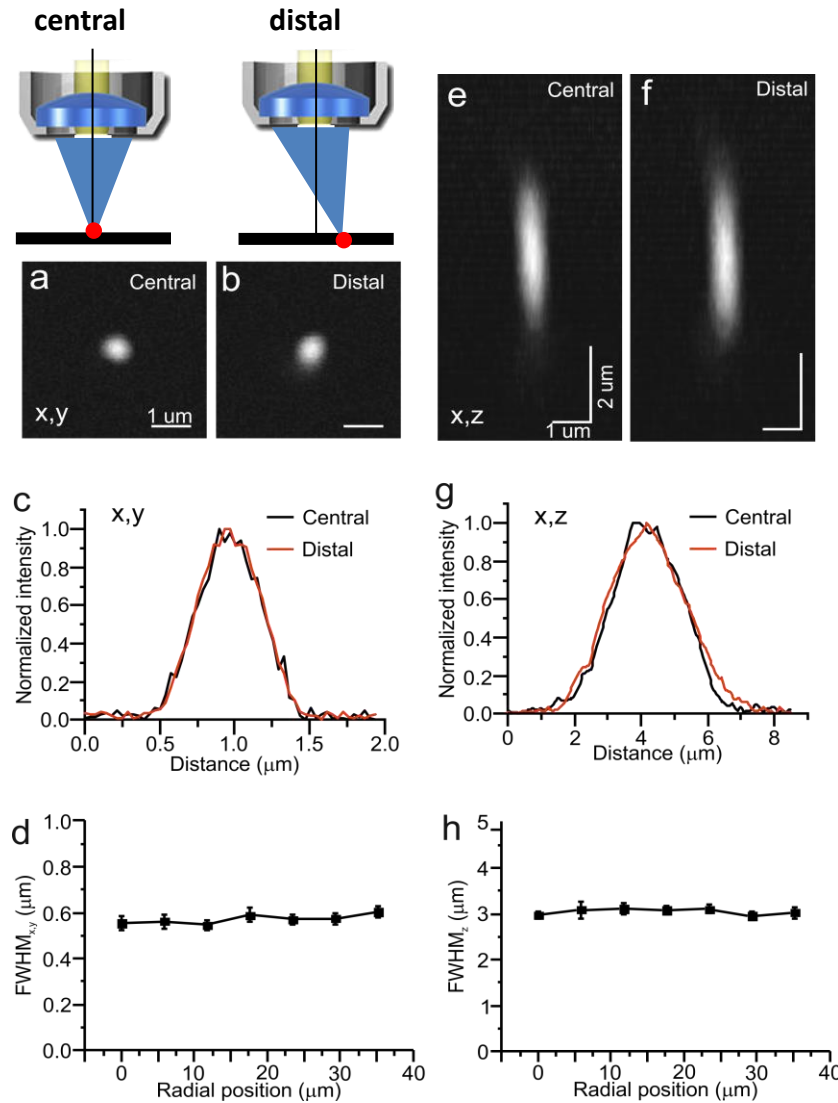 central
distal
a
Central
x,y
1 um
b
Distal
e
Central
x,z
1 um
2 um
f
Distal
c
x,y
Central
Distal
Normalized intensity
1.0
0.8
0.6
0.4
0.2
0.0
0.0 0.5 1.0 1.5 2.0
Distance (μm)
g
x,z
Central
Distal
Normalized intensity
1.0
0.8
0.6
0.4
0.2
0.0
0 2 4 6 8
Distance (μm)
d
FWHMx,y (μm)
1.0
0.8
0.6
0.4
0.2
0.0
0 10 20 30 40
Radial position (μm)
h
FWHMz (μm)
5
4
3
2
1
0
0 10 20 30 40
Radial position (μm)